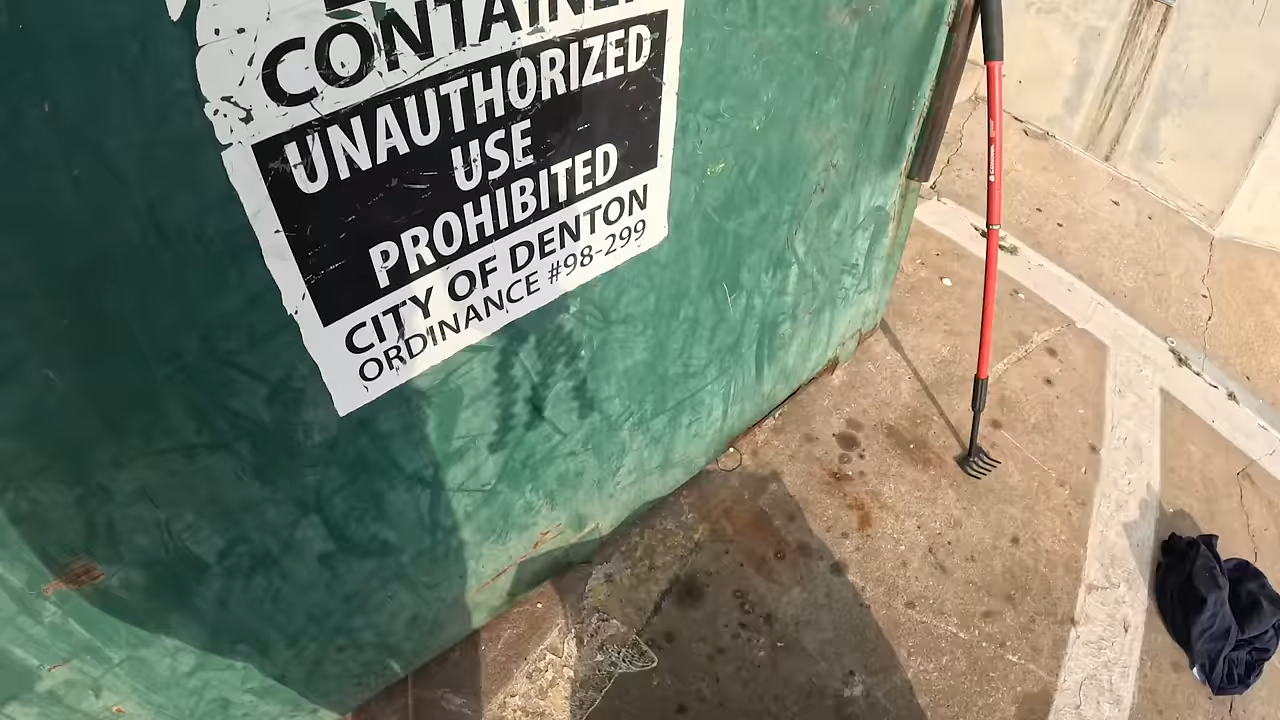 CONTAINER
UNAUTHORIZED
USE
PROHIBITED
CITY OF DENTON
ORDINANCE #98-299